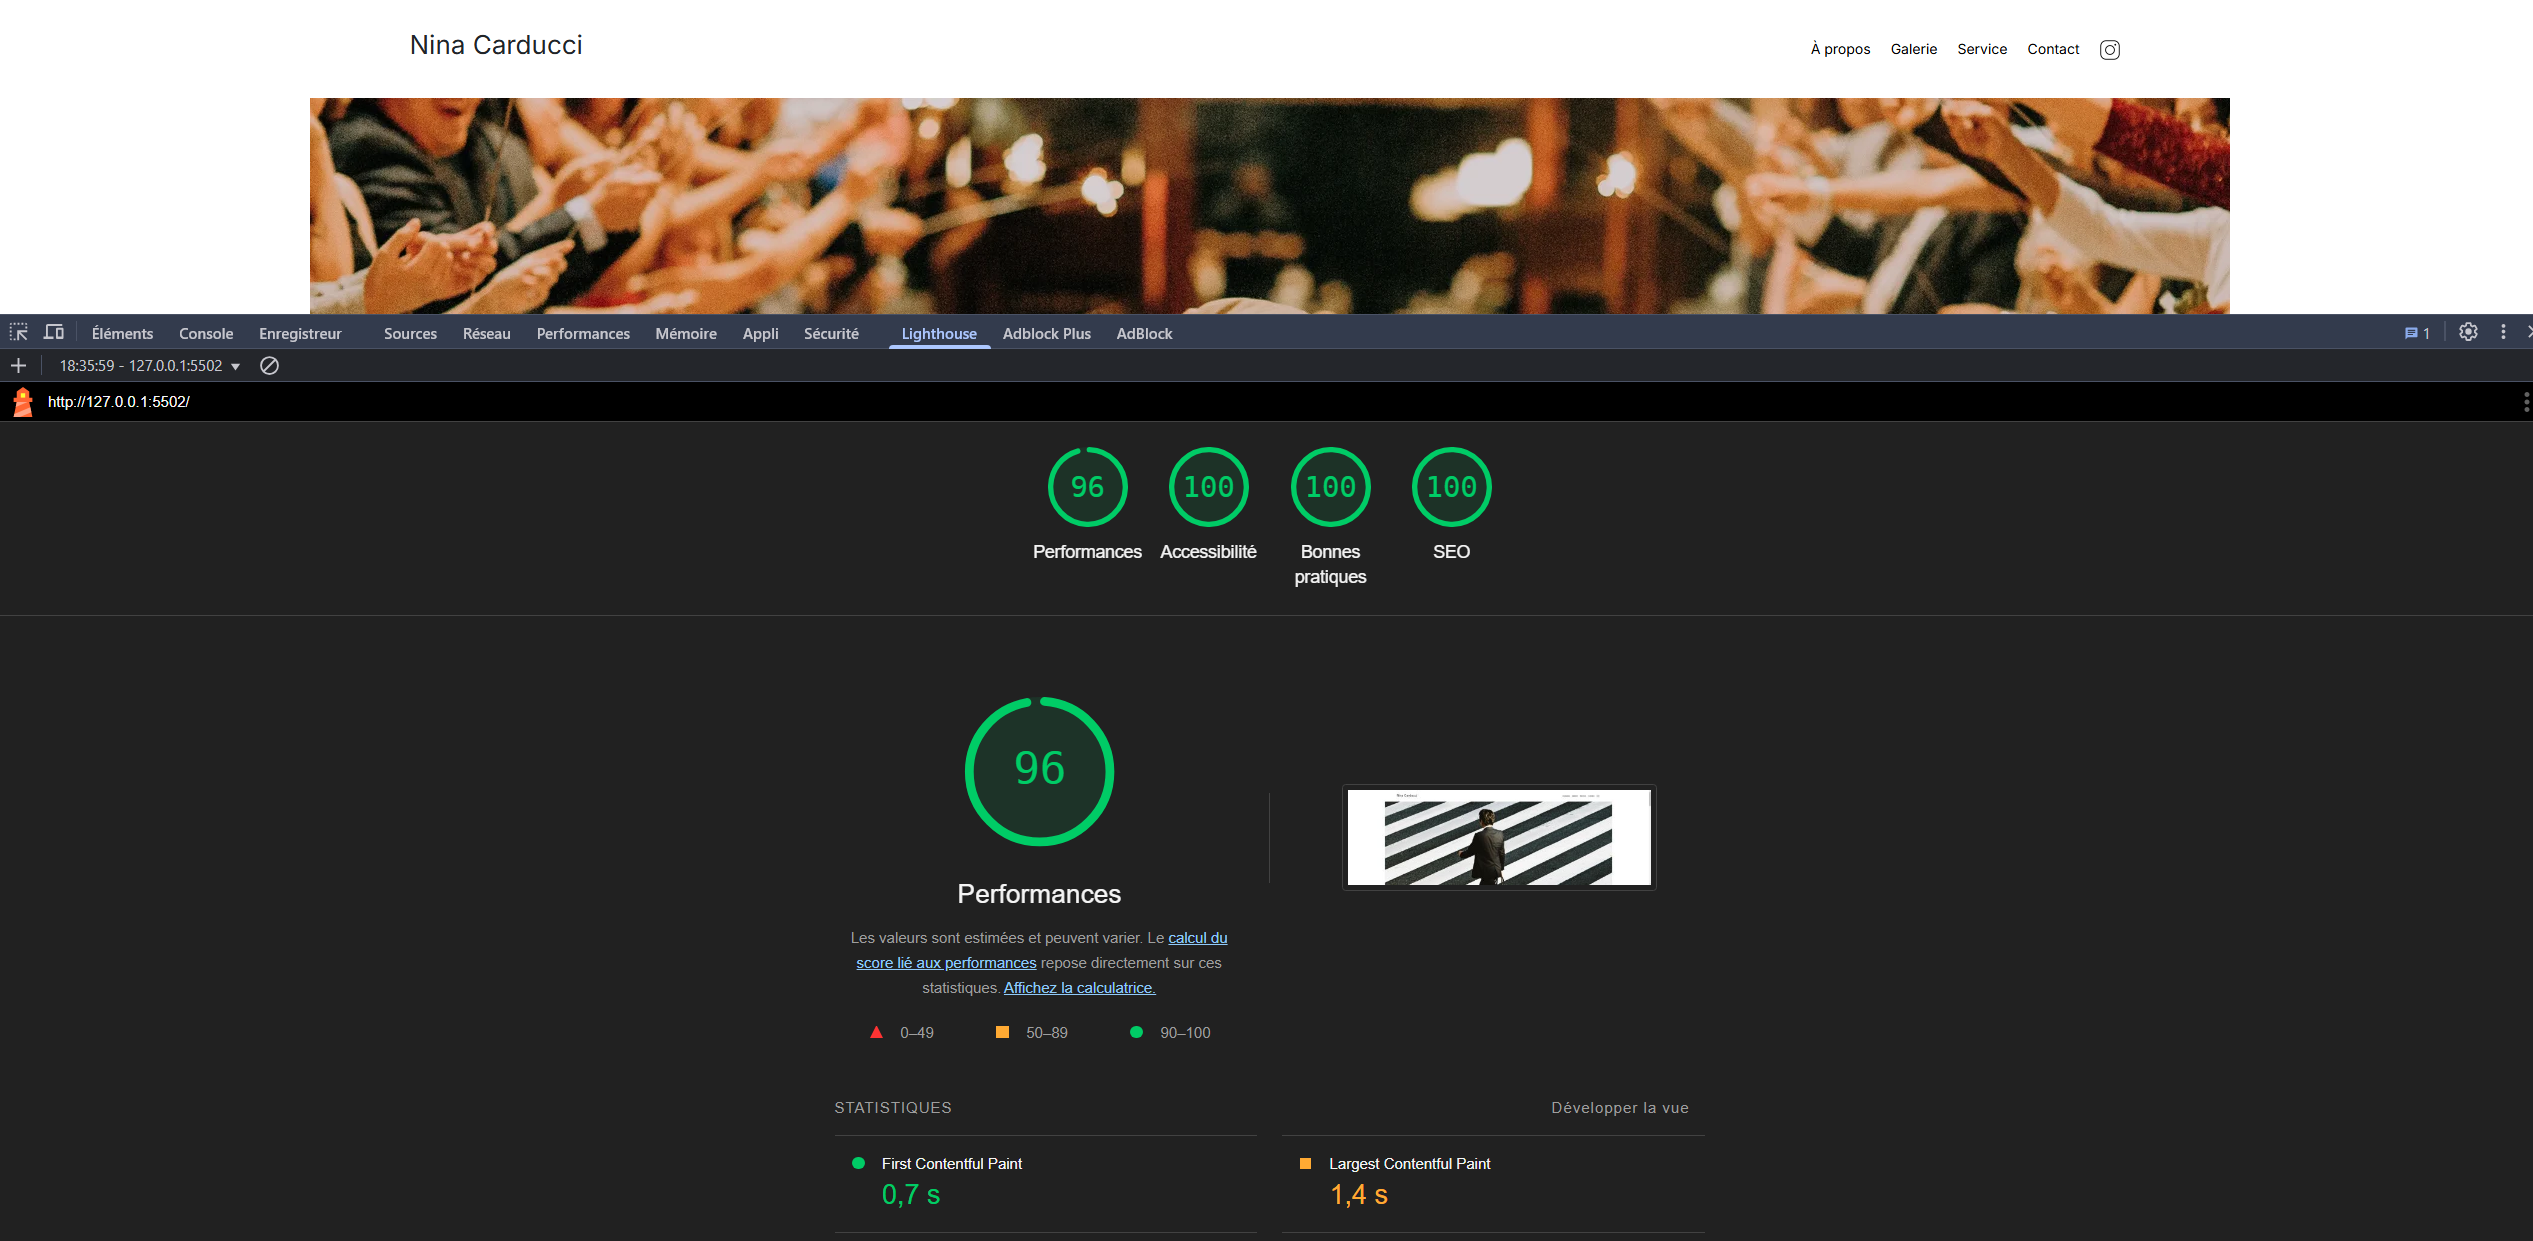 Nina Carducci
À propos Galerie Service Contact
Éléments Console Enregistreur Sources Réseau Performances Mémoire Appli Sécurité Lighthouse Adblock Plus AdBlock 1
18:35:59 - 127.0.0.1:5502
http://127.0.0.1:5502/
96 100 100 100
Performances Accessibilité Bonnes pratiques SEO
96
Performances
Les valeurs sont estimées et peuvent varier. Le calcul du
score lié aux performances repose directement sur ces
statistiques. Affichez la calculatrice.
0–49 50–89 90–100
STATISTIQUES Développer la vue
First Contentful Paint
0,7 s
Largest Contentful Paint
1,4 s